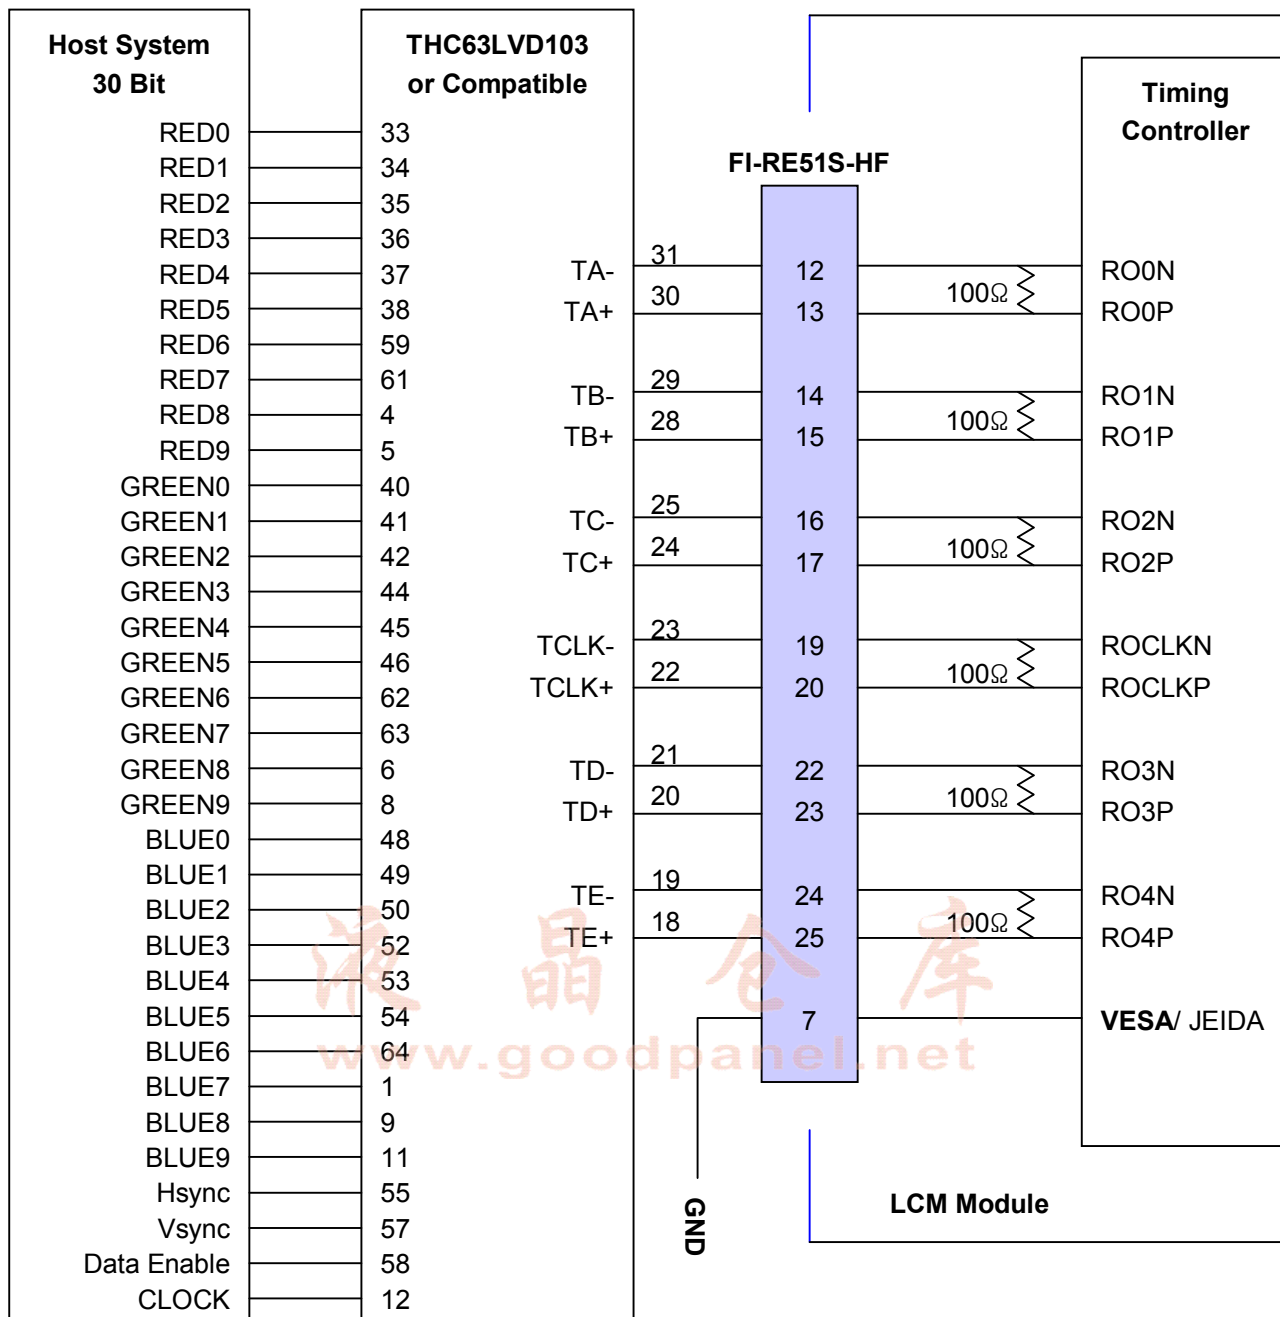 Host System
30 Bit
RED0
RED1
RED2
RED3
RED4
RED5
RED6
RED7
RED8
RED9
GREEN0
GREEN1
GREEN2
GREEN3
GREEN4
GREEN5
GREEN6
GREEN7
GREEN8
GREEN9
BLUE0
BLUE1
BLUE2
BLUE3
BLUE4
BLUE5
BLUE6
BLUE7
BLUE8
BLUE9
Hsync
Vsync
Data Enable
CLOCK
THC63LVD103
or Compatible
33
34
35
36
37
38
59
61
4
5
40
41
42
44
45
46
62
63
6
8
48
49
50
52
53
54
64
1
9
11
55
57
58
12
TA-
TA+
TB-
TB+
TC-
TC+
TCLK-
TCLK+
TD-
TD+
TE-
TE+
31
30
29
28
25
24
23
22
21
20
19
18
GND
FI-RE51S-HF
12
13
14
15
16
17
19
20
22
23
24
25
7
100Ω
100Ω
100Ω
100Ω
100Ω
100Ω
Timing
Controller
RO0N
RO0P
RO1N
RO1P
RO2N
RO2P
ROCLKN
ROCLKP
RO3N
RO3P
RO4N
RO4P
VESA/ JEIDA
LCM Module
液晶仓库
www.goodpanel.net